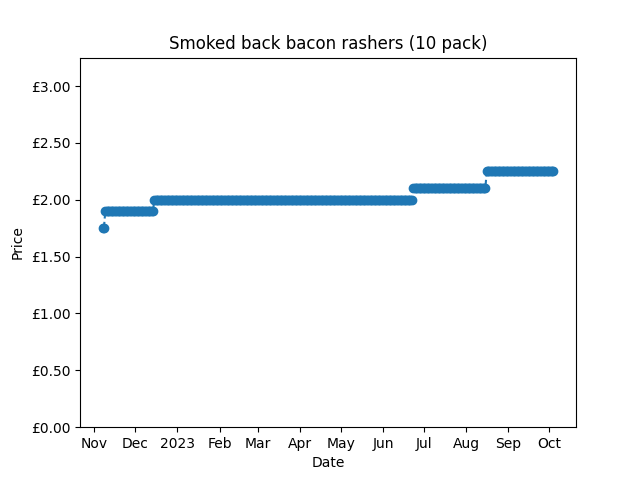 Smoked back bacon rashers (10 pack)
£3.00
£2.50
£2.00
£1.50
£1.00
£0.50
£0.00
Price
Nov Dec 2023 Feb Mar Apr May Jun Jul Aug Sep Oct
Date